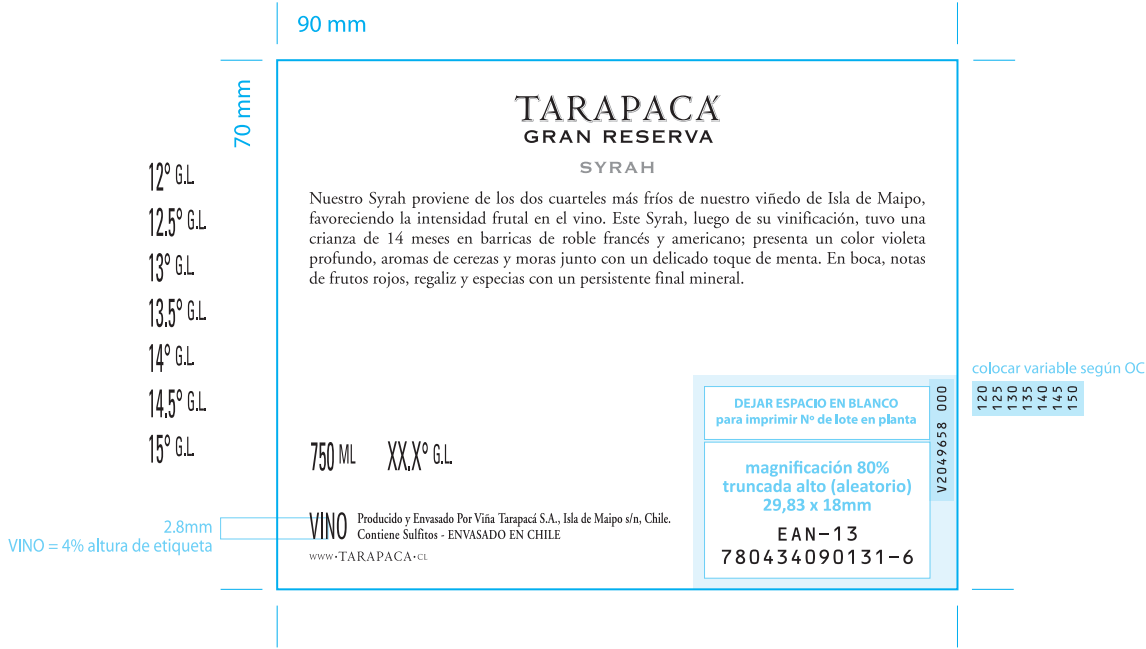 90 mm
70 mm
TARAPACÁ
GRAN RESERVA
SYRAH
Nuestro Syrah proviene de los dos cuarteles más fríos de nuestro viñedo de Isla de Maipo,
favoreciendo la intensidad frutal en el vino. Este Syrah, luego de su vinificación, tuvo una
crianza de 14 meses en barricas de roble francés y americano; presenta un color violeta
profundo, aromas de cerezas y moras junto con un delicado toque de menta. En boca, notas
de frutos rojos, regaliz y especias con un persistente final mineral.
12° G.L.
12.5° G.L.
13° G.L.
13.5° G.L.
14° G.L.
14.5° G.L.
15° G.L.
750 ML XX.X° G.L.
2.8mm
VINO = 4% altura de etiqueta
VINO
Producido y Envasado Por Viña Tarapacá S.A., Isla de Maipo s/n, Chile.
Contiene Sulfitos - ENVASADO EN CHILE
WWW•TARAPACA•CL
DEJAR ESPACIO EN BLANCO
para imprimir Nº de lote en planta
magnificación 80%
truncada alto (aleatorio)
29,83 x 18mm
EAN-13
780434090131-6
V2049658 000
colocar variable según OC
120
125
130
135
140
145
150